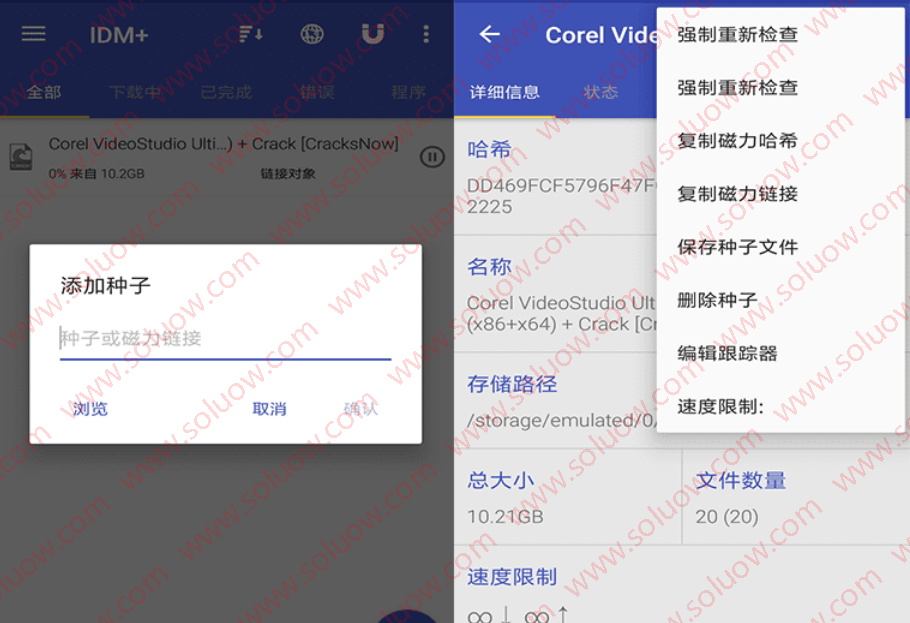 IDM+
全部
下载中
已完成
错误
程序
Corel VideoStudio Ulti...) + Crack [CracksNow]
0% 来自 10.2GB
链接对象
添加种子
种子或磁力链接
浏览
取消
确认
Corel Vide
详细信息
状态
强制重新检查
强制重新检查
复制磁力哈希
复制磁力链接
保存种子文件
删除种子
编辑跟踪器
速度限制:
哈希
DD469FCF5796F47F
2225
名称
Corel VideoStudio Ult
(x86+x64) + Crack [Cr
存储路径
/storage/emulated/0/
总大小
10.21GB
文件数量
20 (20)
速度限制
∞ ↓ ∞ ↑
www.soluow.com